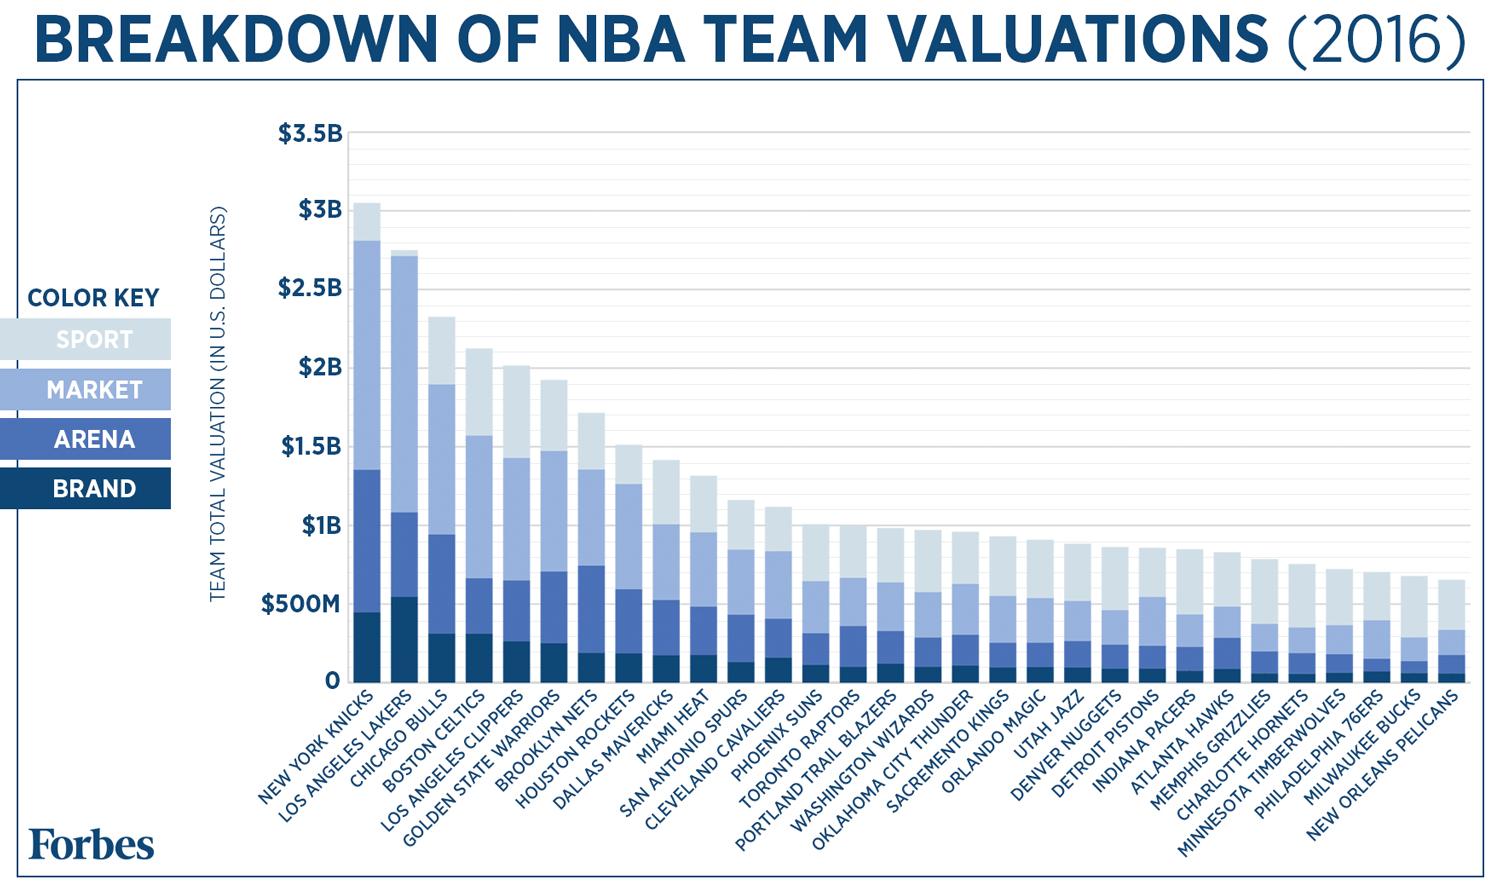 BREAKDOWN OF NBA TEAM VALUATIONS (2016)
COLOR KEY
SPORT
MARKET
ARENA
BRAND
TEAM TOTAL VALUATION (IN U.S. DOLLARS)
$3.5B
$3B
$2.5B
$2B
$1.5B
$1B
$500M
0
NEW YORK KNICKS
LOS ANGELES LAKERS
CHICAGO BULLS
BOSTON CELTICS
LOS ANGELES CLIPPERS
GOLDEN STATE WARRIORS
BROOKLYN NETS
HOUSTON ROCKETS
DALLAS MAVERICKS
MIAMI HEAT
SAN ANTONIO SPURS
CLEVELAND CAVALIERS
PHOENIX SUNS
TORONTO RAPTORS
PORTLAND TRAIL BLAZERS
WASHINGTON WIZARDS
OKLAHOMA CITY THUNDER
SACREMENTO KINGS
ORLANDO MAGIC
UTAH JAZZ
DENVER NUGGETS
DETROIT PISTONS
INDIANA PACERS
ATLANTA HAWKS
MEMPHIS GRIZZLIES
CHARLOTTE HORNETS
MINNESOTA TIMBERWOLVES
PHILADELPHIA 76ERS
MILWAUKEE BUCKS
NEW ORLEANS PELICANS
Forbes